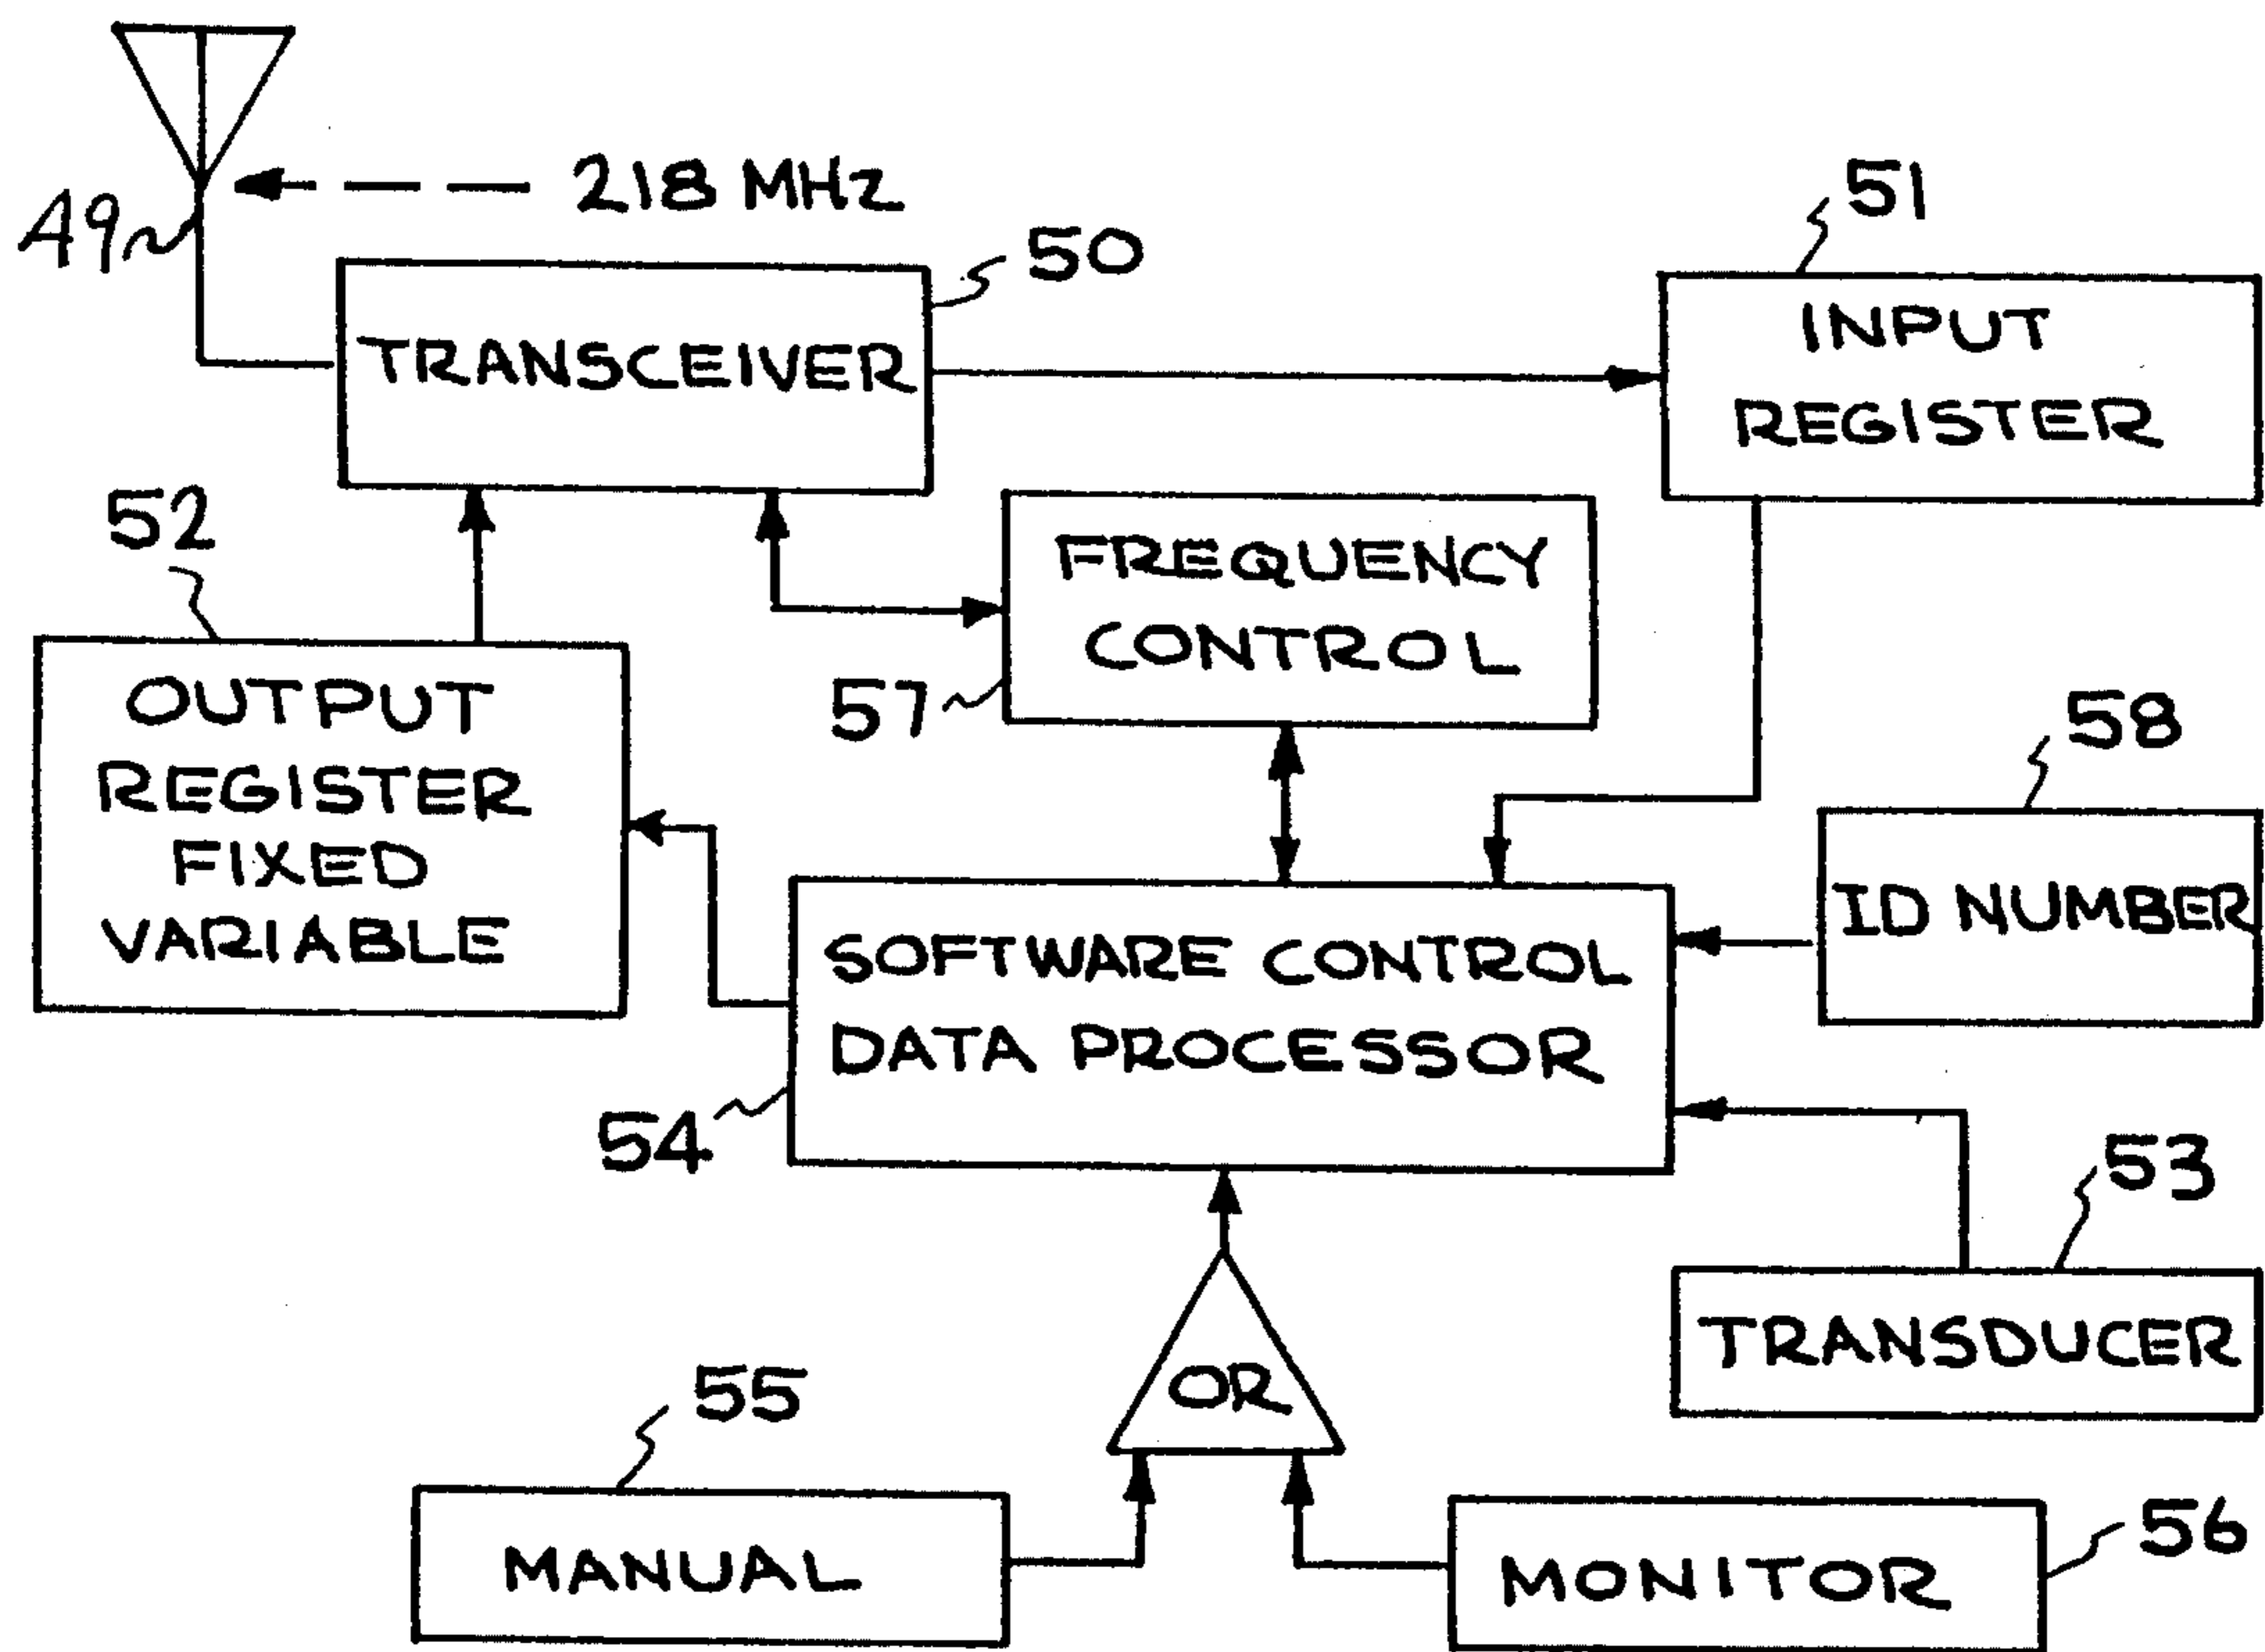 218 MHz
49
50
51
TRANSCEIVER
INPUT
REGISTER
52
FREQUENCY
CONTROL
57
OUTPUT
REGISTER
FIXED
VARIABLE
58
ID NUMBER
SOFTWARE CONTROL
DATA PROCESSOR
54
53
TRANSDUCER
OR
55
MANUAL
56
MONITOR